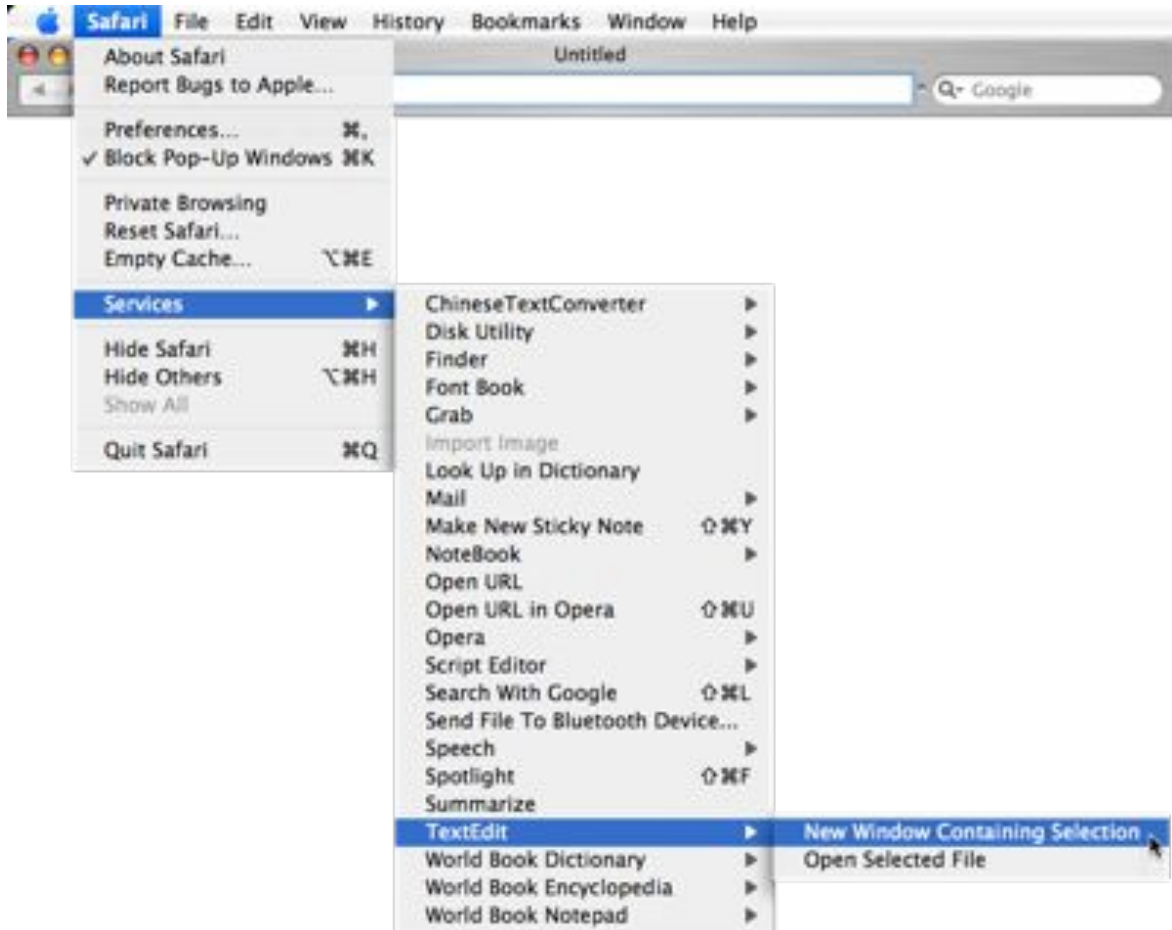 Safari File Edit View History Bookmarks Window Help
Untitled
Google
About Safari
Report Bugs to Apple...
Preferences... ⌘,
✓ Block Pop-Up Windows ⌘K
Private Browsing
Reset Safari...
Empty Cache... ⌥⌘E
Services
Hide Safari ⌘H
Hide Others ⌥⌘H
Show All
Quit Safari ⌘Q
ChineseTextConverter
Disk Utility
Finder
Font Book
Grab
Import Image
Look Up in Dictionary
Mail
Make New Sticky Note ⇧⌘Y
NoteBook
Open URL
Open URL in Opera ⇧⌘U
Opera
Script Editor
Search With Google ⇧⌘L
Send File To Bluetooth Device...
Speech
Spotlight ⇧⌘F
Summarize
TextEdit
World Book Dictionary
World Book Encyclopedia
World Book Notepad
New Window Containing Selection
Open Selected File